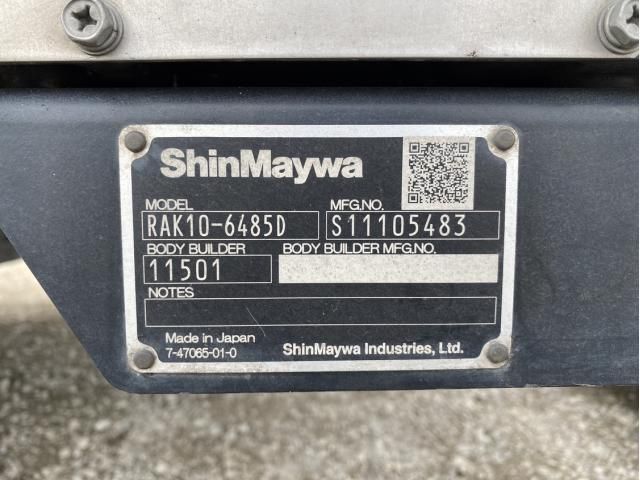 ShinMaywa
MODEL MFG.NO.
RAK10-6485D S11105483
BODY BUILDER BODY BUILDER MFG.NO.
11501
NOTES
Made in Japan
7-47065-01-0 ShinMaywa Industries, Ltd.